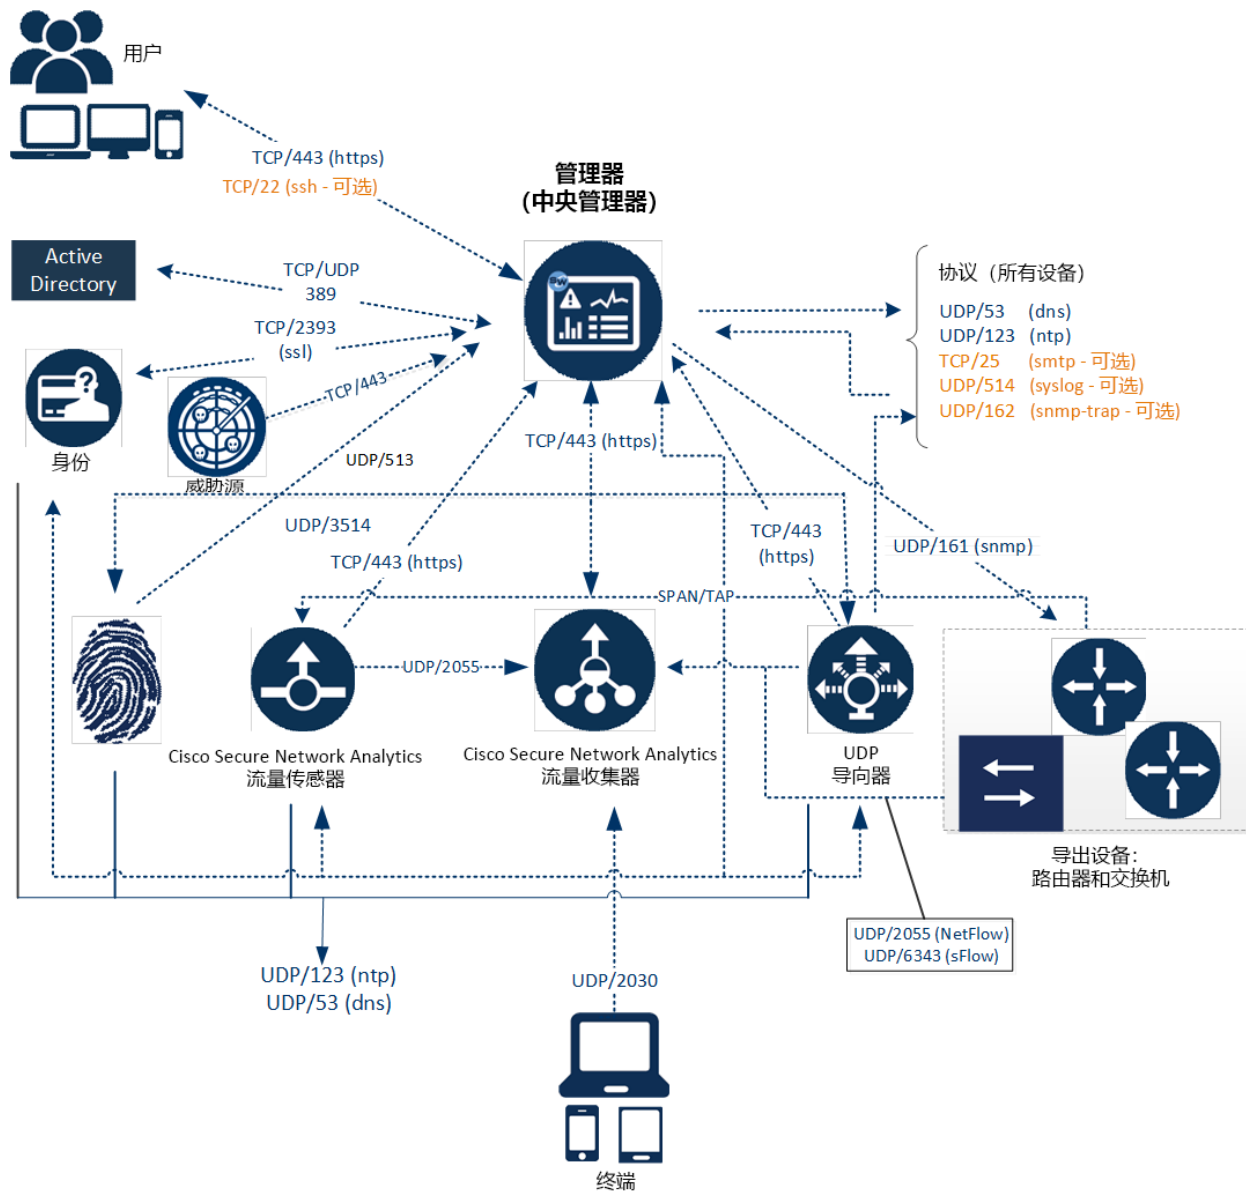 用户
TCP/443 (https)
TCP/22 (ssh - 可选)
管理器
(中央管理器)
Active
Directory
TCP/UDP
389
TCP/2393
(ssl)
TCP/443
身份
威胁源
协议（所有设备）
UDP/53 (dns)
UDP/123 (ntp)
TCP/25 (smtp - 可选)
UDP/514 (syslog - 可选)
UDP/162 (snmp-trap - 可选)
TCP/443 (https)
UDP/513
UDP/3514
TCP/443 (https)
TCP/443
(https)
UDP/161 (snmp)
SPAN/TAP
UDP/2055
Cisco Secure Network Analytics
流量传感器
Cisco Secure Network Analytics
流量收集器
UDP
导向器
导出设备：
路由器和交换机
UDP/2055 (NetFlow)
UDP/6343 (sFlow)
UDP/123 (ntp)
UDP/53 (dns)
UDP/2030
终端